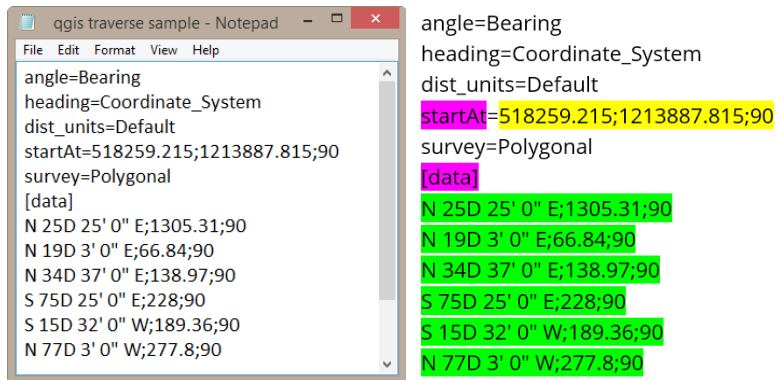 qgis traverse sample - Notepad
File Edit Format View Help
angle=Bearing
heading=Coordinate_System
dist_units=Default
startAt=518259.215;1213887.815;90
survey=Polygonal
[data]
N 25D 25' 0" E;1305.31;90
N 19D 3' 0" E;66.84;90
N 34D 37' 0" E;138.97;90
S 75D 25' 0" E;228;90
S 15D 32' 0" W;189.36;90
N 77D 3' 0" W;277.8;90
angle=Bearing
heading=Coordinate_System
dist_units=Default
startAt=518259.215;1213887.815;90
survey=Polygonal
[data]
N 25D 25' 0" E;1305.31;90
N 19D 3' 0" E;66.84;90
N 34D 37' 0" E;138.97;90
S 75D 25' 0" E;228;90
S 15D 32' 0" W;189.36;90
N 77D 3' 0" W;277.8;90